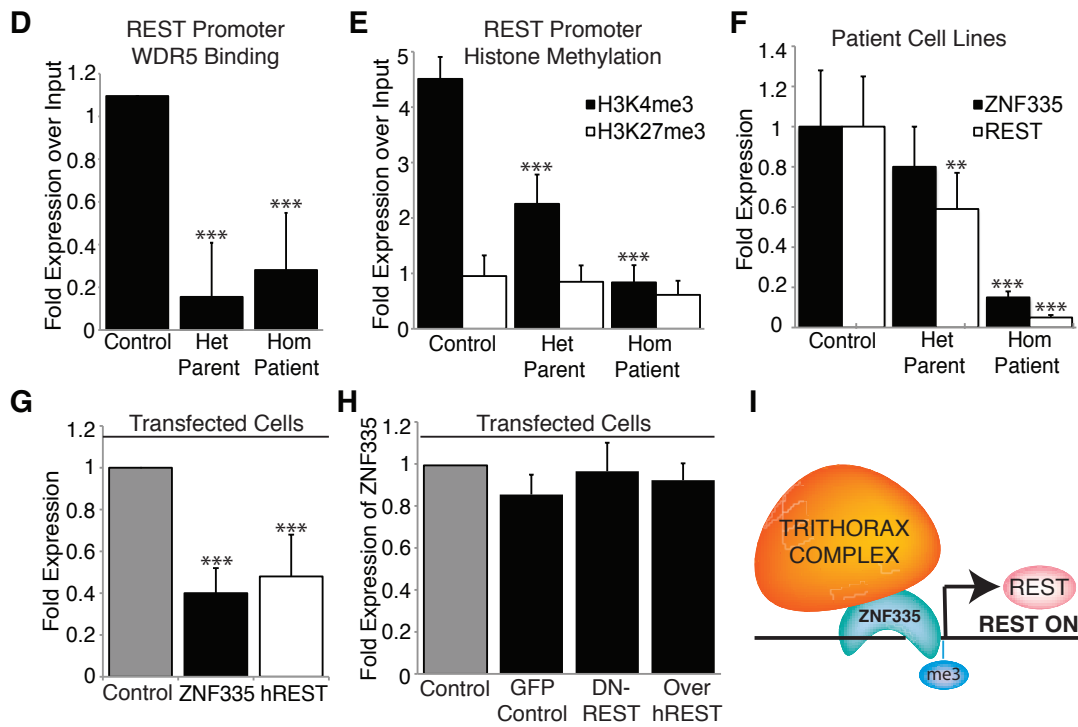 D
REST Promoter
WDR5 Binding
Fold Expression over Input
1.2
1
0.8
0.6
0.4
0.2
0
***
***
Control
Het
Parent
Hom
Patient
E
REST Promoter
Histone Methylation
Fold Expression over Input
5
4
3
2
1
0
H3K4me3
H3K27me3
***
***
Control
Het
Parent
Hom
Patient
F
Patient Cell Lines
Fold Expression
1.4
1.2
1
0.8
0.6
0.4
0.2
0
ZNF335
REST
**
***
***
Control
Het
Parent
Hom
Patient
G
Transfected Cells
Fold Expression
1.2
1
0.8
0.6
0.4
0.2
0
***
***
Control
ZNF335
hREST
H
Transfected Cells
Fold Expression of ZNF335
1.2
1
0.8
0.6
0.4
0.2
0
Control
GFP
Control
DN-
REST
Over
hREST
I
TRITHORAX
COMPLEX
ZNF335
REST
REST ON
me3